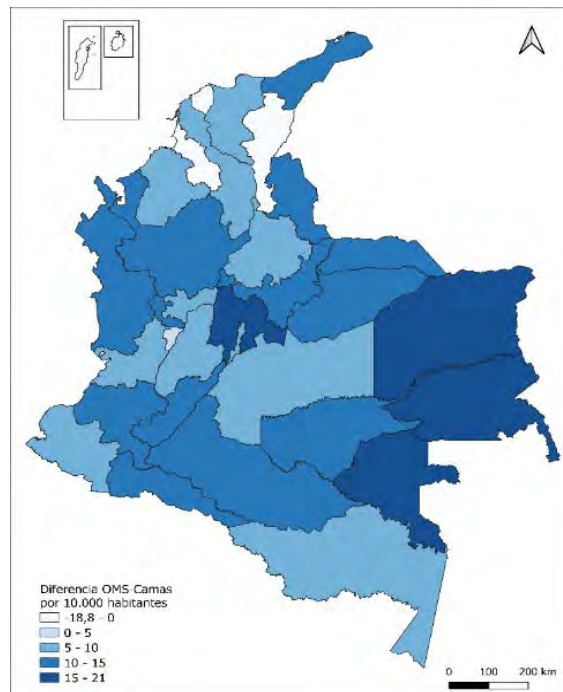 Diferencia OMS-Camas
por 10.000 habitantes
-18,8 - 0
0 - 5
5 - 10
10 - 15
15 - 21
0 100 200 km